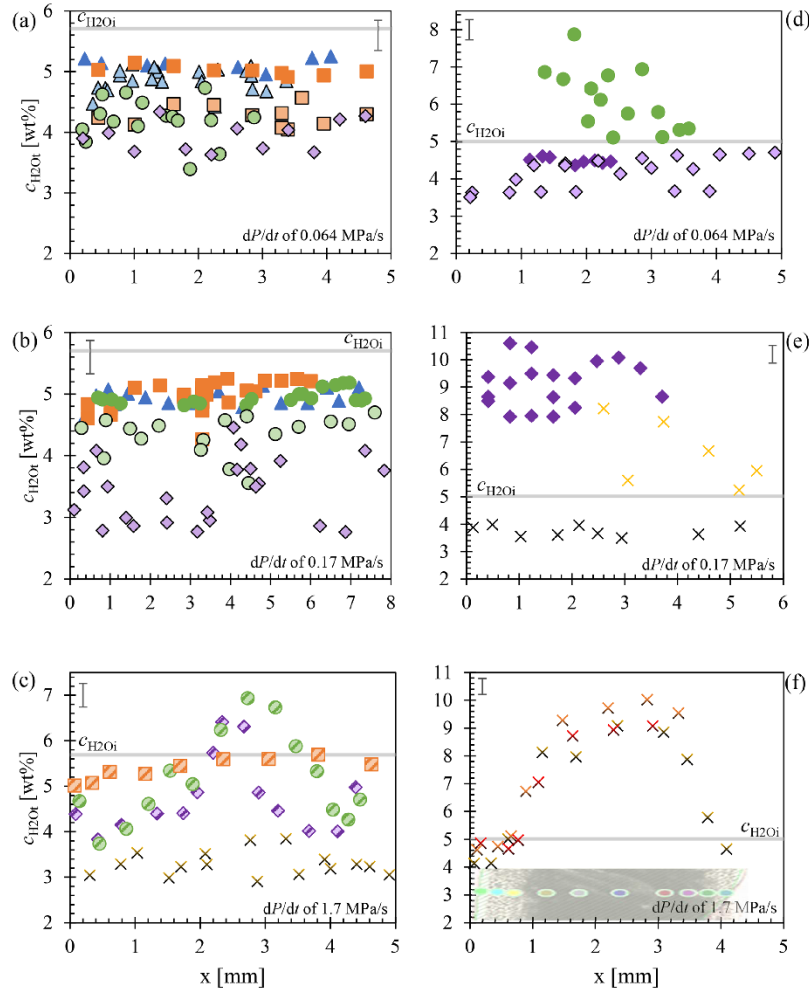 (a)
6
5
4
3
2
c_H2Oi
c_H2Ot [wt%]
dP/dt of 0.064 MPa/s
0 1 2 3 4 5
(d)
9
8
7
6
5
4
3
2
c_H2Oi
dP/dt of 0.064 MPa/s
0 1 2 3 4 5
(b)
6
5
4
3
2
c_H2Oi
c_H2Ot [wt%]
dP/dt of 0.17 MPa/s
0 1 2 3 4 5 6 7 8
(e)
11
10
9
8
7
6
5
4
3
2
c_H2Oi
dP/dt of 0.17 MPa/s
0 1 2 3 4 5 6
(c)
7
6
5
4
3
2
c_H2Oi
c_H2Ot [wt%]
dP/dt of 1.7 MPa/s
0 1 2 3 4 5
x [mm]
(f)
11
10
9
8
7
6
5
4
3
2
c_H2Oi
dP/dt of 1.7 MPa/s
0 1 2 3 4 5
x [mm]